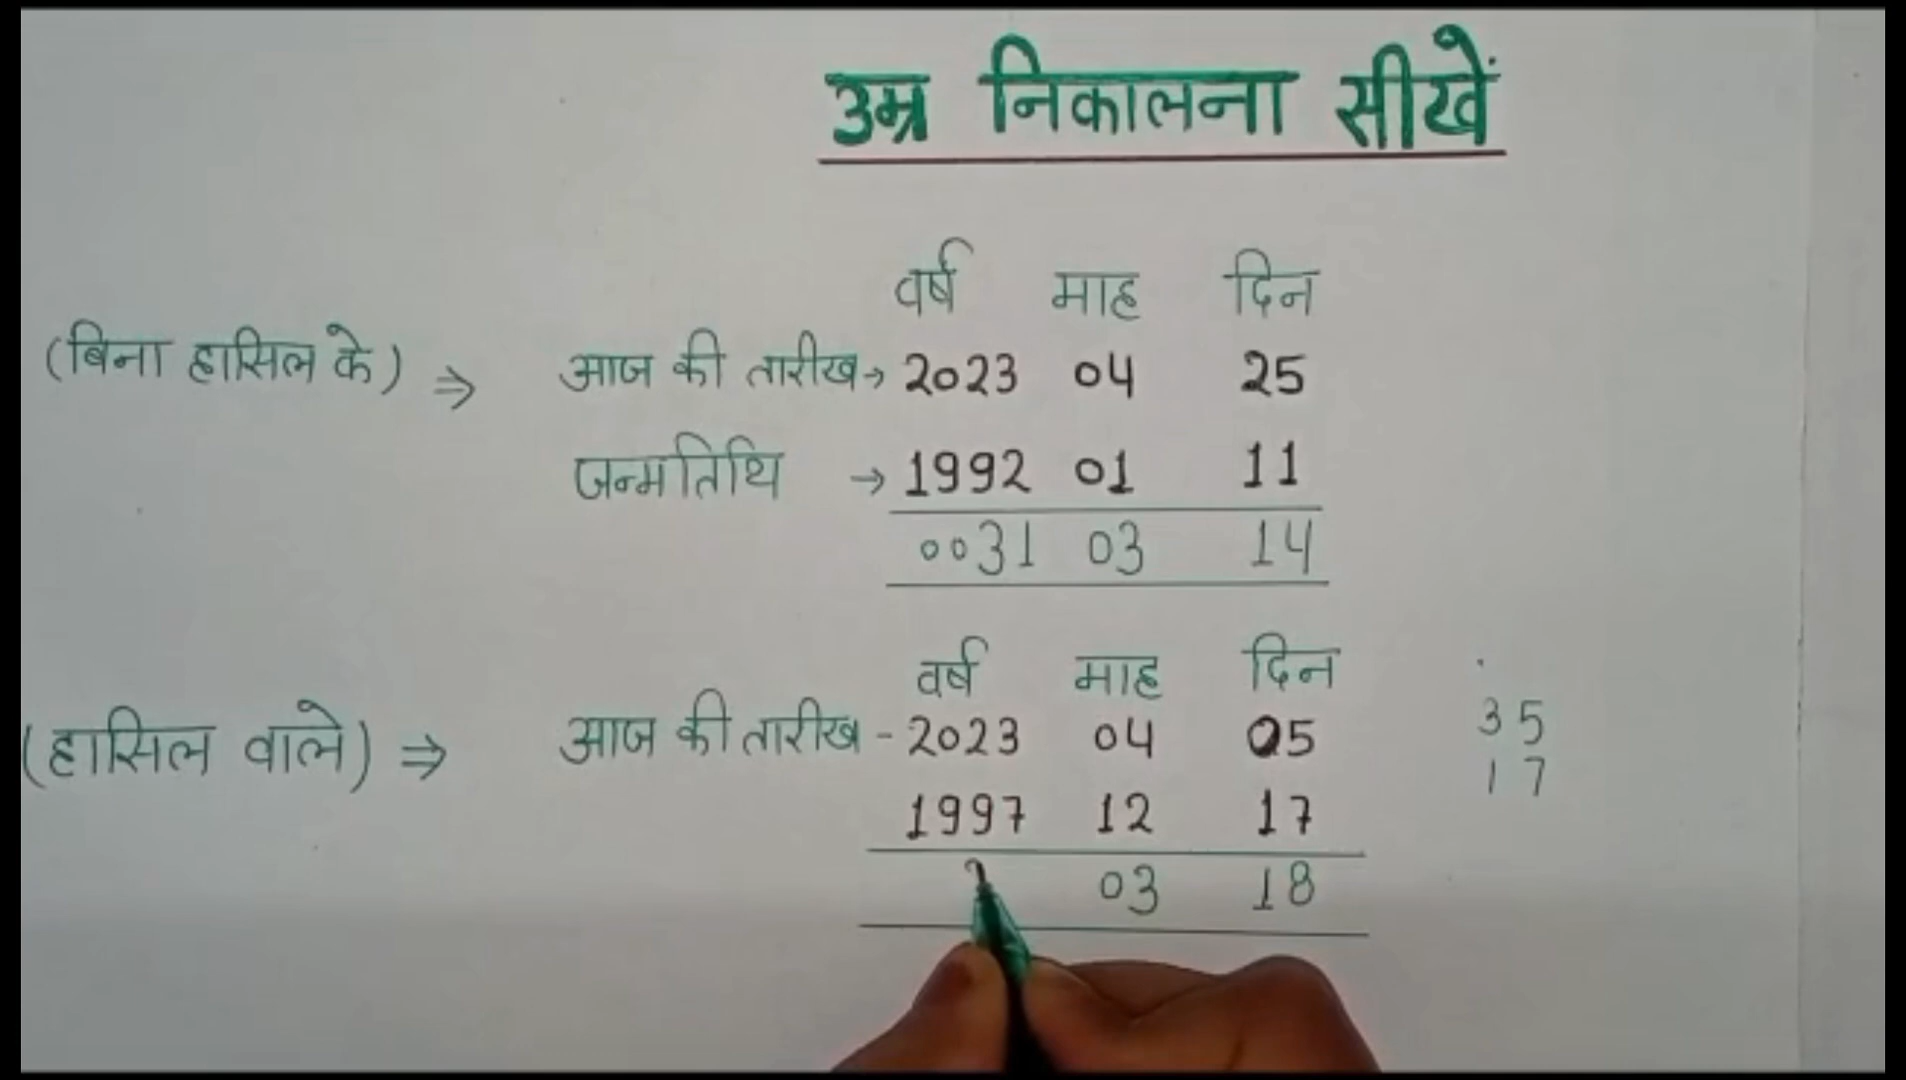 उम्र निकालना सीखें
वर्ष माह दिन
(बिना हासिल के) ⇒ आज की तारीख → 2023 04 25
जन्मतिथि → 1992 01 11
0031 03 14
वर्ष माह दिन
(हासिल वाले) ⇒ आज की तारीख - 2023 04 05
1997 12 17
03 18
35
17